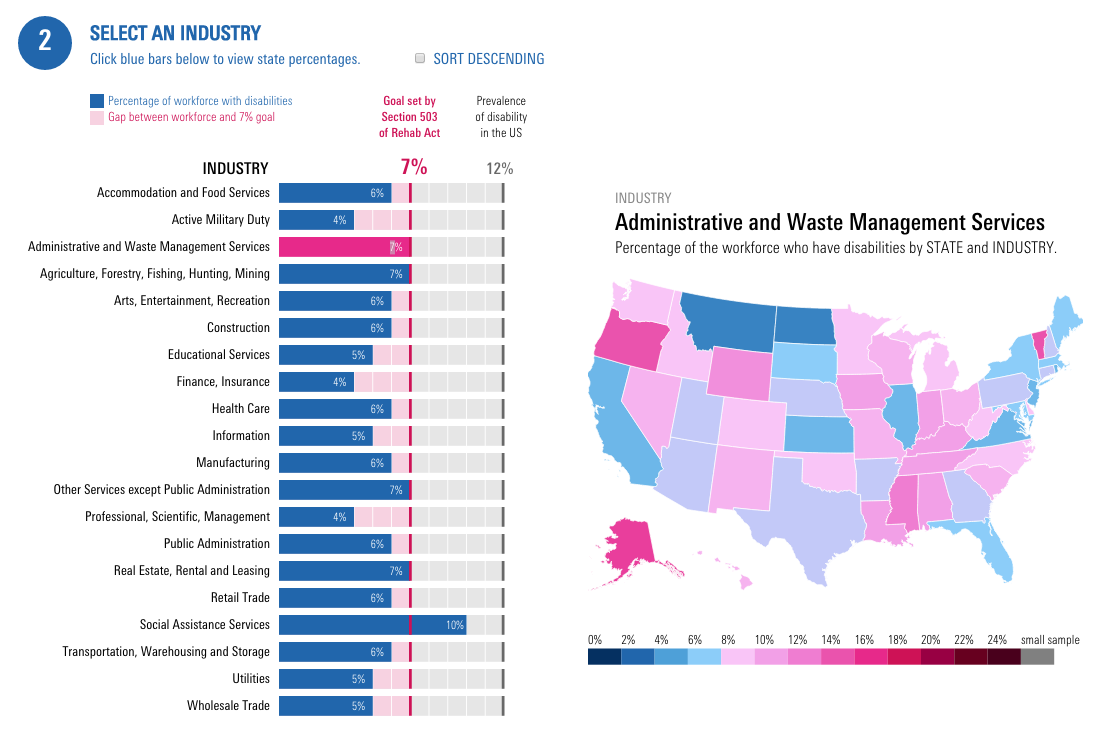 2
SELECT AN INDUSTRY
Click blue bars below to view state percentages.
SORT DESCENDING
Percentage of workforce with disabilities
Gap between workforce and 7% goal
Goal set by
Section 503
of Rehab Act
Prevalence
of disability
in the US
INDUSTRY 7% 12%
Accommodation and Food Services 6%
Active Military Duty 4%
Administrative and Waste Management Services 7%
Agriculture, Forestry, Fishing, Hunting, Mining 7%
Arts, Entertainment, Recreation 6%
Construction 6%
Educational Services 5%
Finance, Insurance 4%
Health Care 6%
Information 5%
Manufacturing 6%
Other Services except Public Administration 7%
Professional, Scientific, Management 4%
Public Administration 6%
Real Estate, Rental and Leasing 7%
Retail Trade 6%
Social Assistance Services 10%
Transportation, Warehousing and Storage 6%
Utilities 5%
Wholesale Trade 5%
INDUSTRY
Administrative and Waste Management Services
Percentage of the workforce who have disabilities by STATE and INDUSTRY.
0% 2% 4% 6% 8% 10% 12% 14% 16% 18% 20% 22% 24% small sample